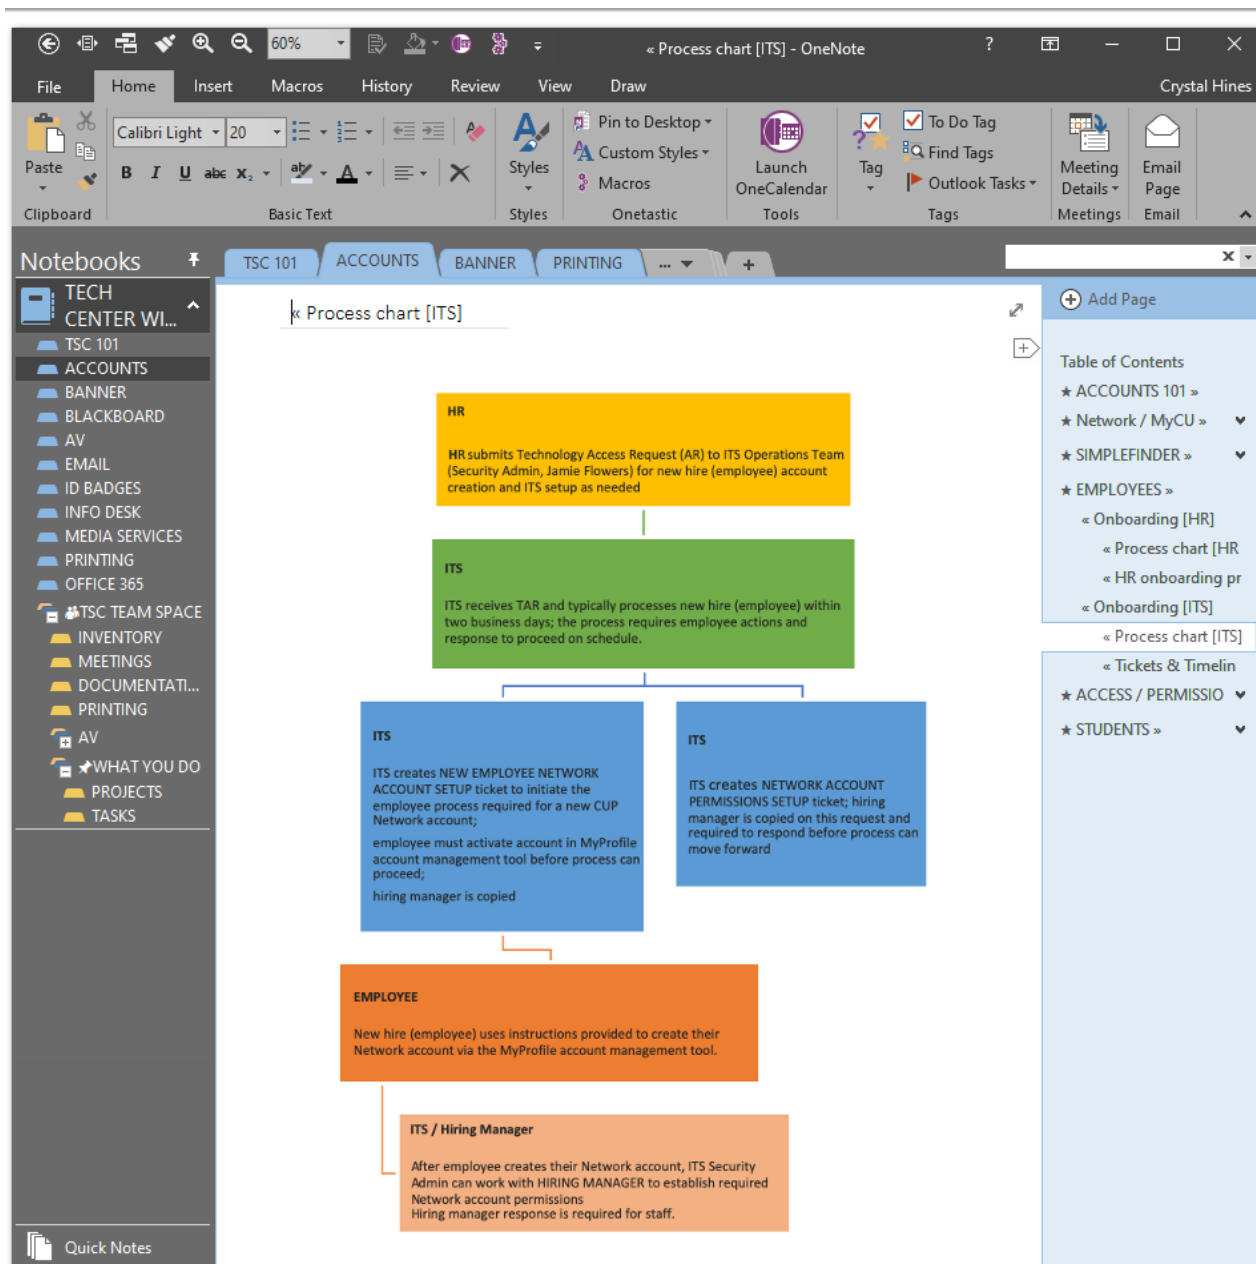 60%
« Process chart [ITS] - OneNote
?
File
Home
Insert
Macros
History
Review
View
Draw
Crystal Hines
Paste
Clipboard
Calibri Light
20
B I U abc X₂
A
Basic Text
Styles
Styles
Pin to Desktop
Custom Styles
Macros
Onetastic
Launch
OneCalendar
Tools
Tag
To Do Tag
Find Tags
Outlook Tasks
Tags
Meeting
Details
Meetings
Email
Page
Email
Notebooks
TECH
CENTER WI...
TSC 101
ACCOUNTS
BANNER
BLACKBOARD
AV
EMAIL
ID BADGES
INFO DESK
MEDIA SERVICES
PRINTING
OFFICE 365
TSC TEAM SPACE
INVENTORY
MEETINGS
DOCUMENTATI...
PRINTING
AV
WHAT YOU DO
PROJECTS
TASKS
Quick Notes
TSC 101
ACCOUNTS
BANNER
PRINTING
...
+
« Process chart [ITS]
HR
HR submits Technology Access Request (AR) to ITS Operations Team
(Security Admin, Jamie Flowers) for new hire (employee) account
creation and ITS setup as needed
ITS
ITS receives TAR and typically processes new hire (employee) within
two business days; the process requires employee actions and
response to proceed on schedule.
ITS
ITS creates NEW EMPLOYEE NETWORK
ACCOUNT SETUP ticket to initiate the
employee process required for a new CUP
Network account;
employee must activate account in MyProfile
account management tool before process can
proceed;
hiring manager is copied
ITS
ITS creates NETWORK ACCOUNT
PERMISSIONS SETUP ticket; hiring
manager is copied on this request and
required to respond before process can
move forward
EMPLOYEE
New hire (employee) uses instructions provided to create their
Network account via the MyProfile account management tool.
ITS / Hiring Manager
After employee creates their Network account, ITS Security
Admin can work with HIRING MANAGER to establish required
Network account permissions
Hiring manager response is required for staff.
Add Page
Table of Contents
★ ACCOUNTS 101 »
★ Network / MyCU »
★ SIMPLEFINDER »
★ EMPLOYEES »
« Onboarding [HR]
« Process chart [HR
« HR onboarding pr
« Onboarding [ITS]
« Process chart [ITS]
« Tickets & Timelin
★ ACCESS / PERMISSIO
★ STUDENTS »